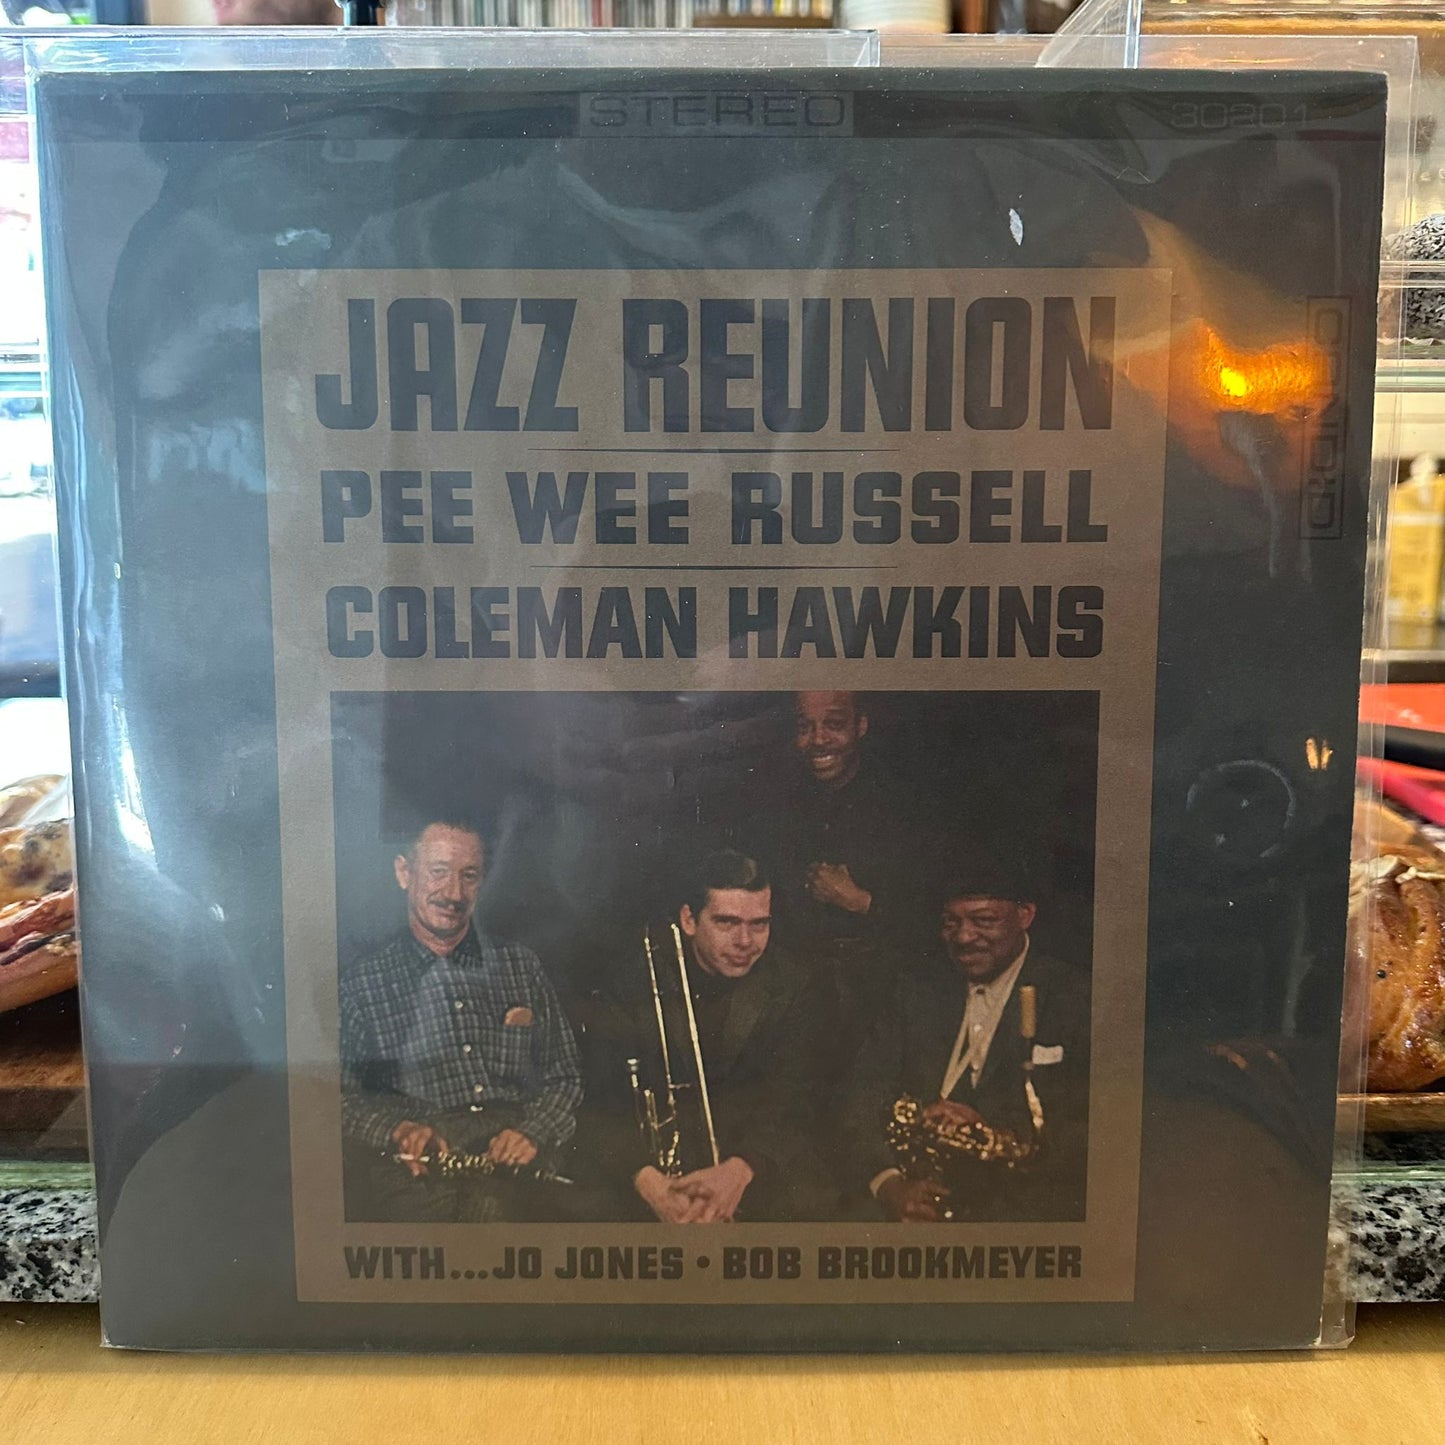 STEREO
30201
JAZZ REUNION
PEE WEE RUSSELL
COLEMAN HAWKINS
CANDID
WITH...JO JONES • BOB BROOKMEYER